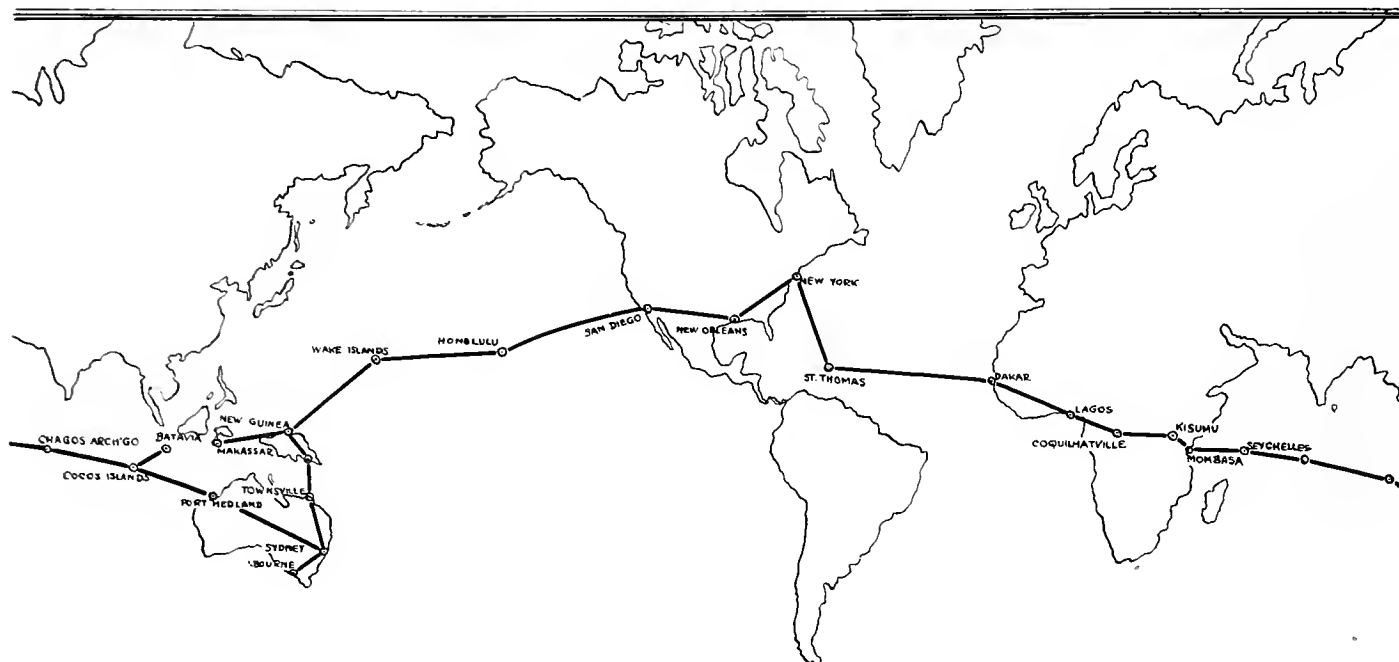 NEW YORK
SAN DIEGO
NEW ORLEANS
HONOLULU
WAKE ISLANDS
ST. THOMAS
DAKAR
LAGOS
NEW GUINEA
KISUMU
BATAVIA
CHAGOS ARCH'GO
COQUILHATVILLE
MAKASSAR
MOMBASA
SEYCHELLES
COCOS ISLANDS
TOWNSVILLE
PORT HEDLAND
SYDNEY
LBOURNE